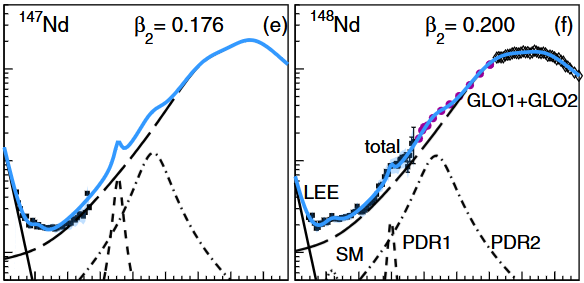 147Nd
β2 = 0.176
(e)
148Nd
β2 = 0.200
(f)
GLO1+GLO2
total
LEE
SM
PDR1
PDR2